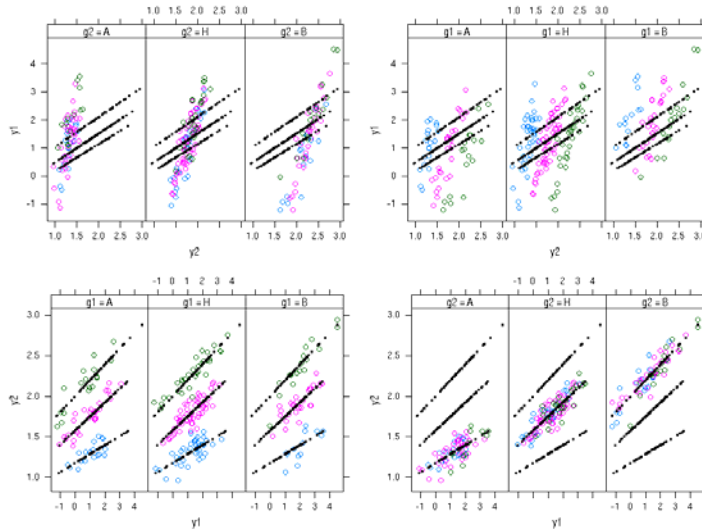 1.0 1.5 2.0 2.5 3.0
g2 = A g2 = H g2 = B
4
3
2
1
0
-1
y1
1.0 1.5 2.0 2.5 3.0 1.0 1.5 2.0 2.5 3.0
y2
1.0 1.5 2.0 2.5 3.0
g1 = A g1 = H g1 = B
4
3
2
1
0
-1
y1
1.0 1.5 2.0 2.5 3.0 1.0 1.5 2.0 2.5 3.0
y2
-1 0 1 2 3 4
g1 = A g1 = H g1 = B
3.0
2.5
2.0
1.5
1.0
y2
-1 0 1 2 3 4 -1 0 1 2 3 4
y1
-1 0 1 2 3 4
g2 = A g2 = H g2 = B
3.0
2.5
2.0
1.5
1.0
y2
-1 0 1 2 3 4 -1 0 1 2 3 4
y1